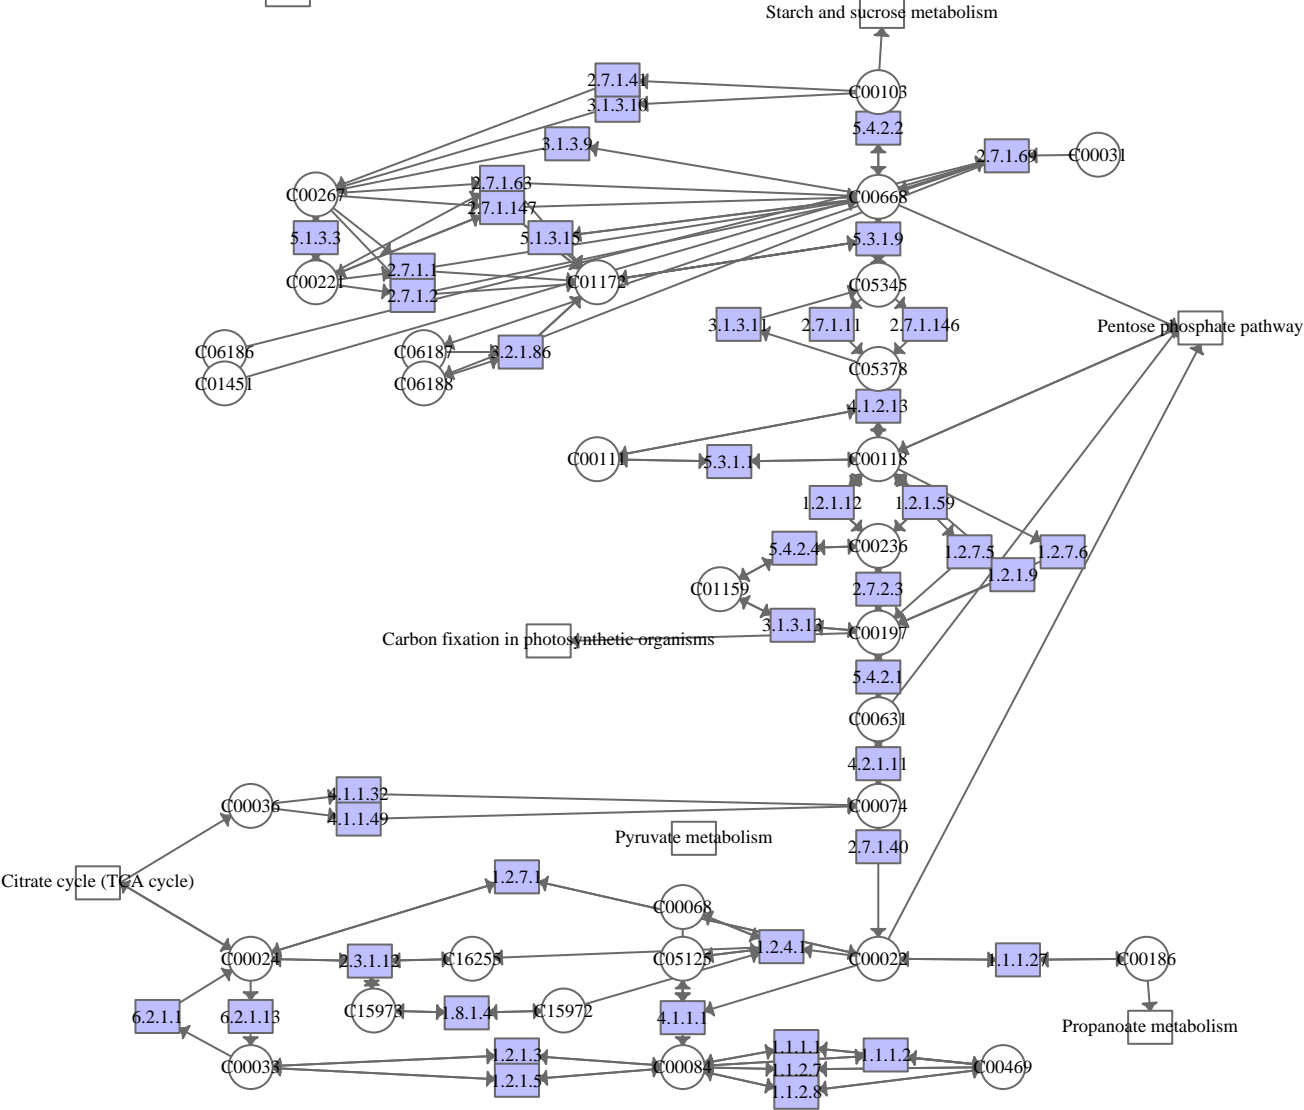 Starch and sucrose metabolism
2.7.1.41
C00103
3.1.3.10
5.4.2.2
3.1.3.9
2.7.1.69
C00031
2.7.1.63
C00267
C00668
2.7.1.147
5.1.3.3
5.1.3.15
5.3.1.9
2.7.1.1
C00221
C01172
C05345
2.7.1.2
3.1.3.11
2.7.1.11
2.7.1.146
Pentose phosphate pathway
C06186
C06187
3.2.1.86
C05378
C01451
C06188
4.1.2.13
C00111
5.3.1.1
C00118
1.2.1.12
1.2.1.59
5.4.2.4
C00236
1.2.7.5
1.2.7.6
1.2.1.9
C01159
2.7.2.3
3.1.3.13
C00197
Carbon fixation in photosynthetic organisms
5.4.2.1
C00631
4.2.1.11
4.1.1.32
C00036
C00074
4.1.1.49
Pyruvate metabolism
2.7.1.40
Citrate cycle (TCA cycle)
1.2.7.1
C00068
1.2.4.1
C00024
2.3.1.12
C16255
C05125
C00022
1.1.1.27
C00186
6.2.1.1
6.2.1.13
C15973
1.8.1.4
C15972
4.1.1.1
Propanoate metabolism
1.1.1.1
1.2.1.3
1.1.1.2
C00033
C00084
1.1.2.7
C00469
1.2.1.5
1.1.2.8